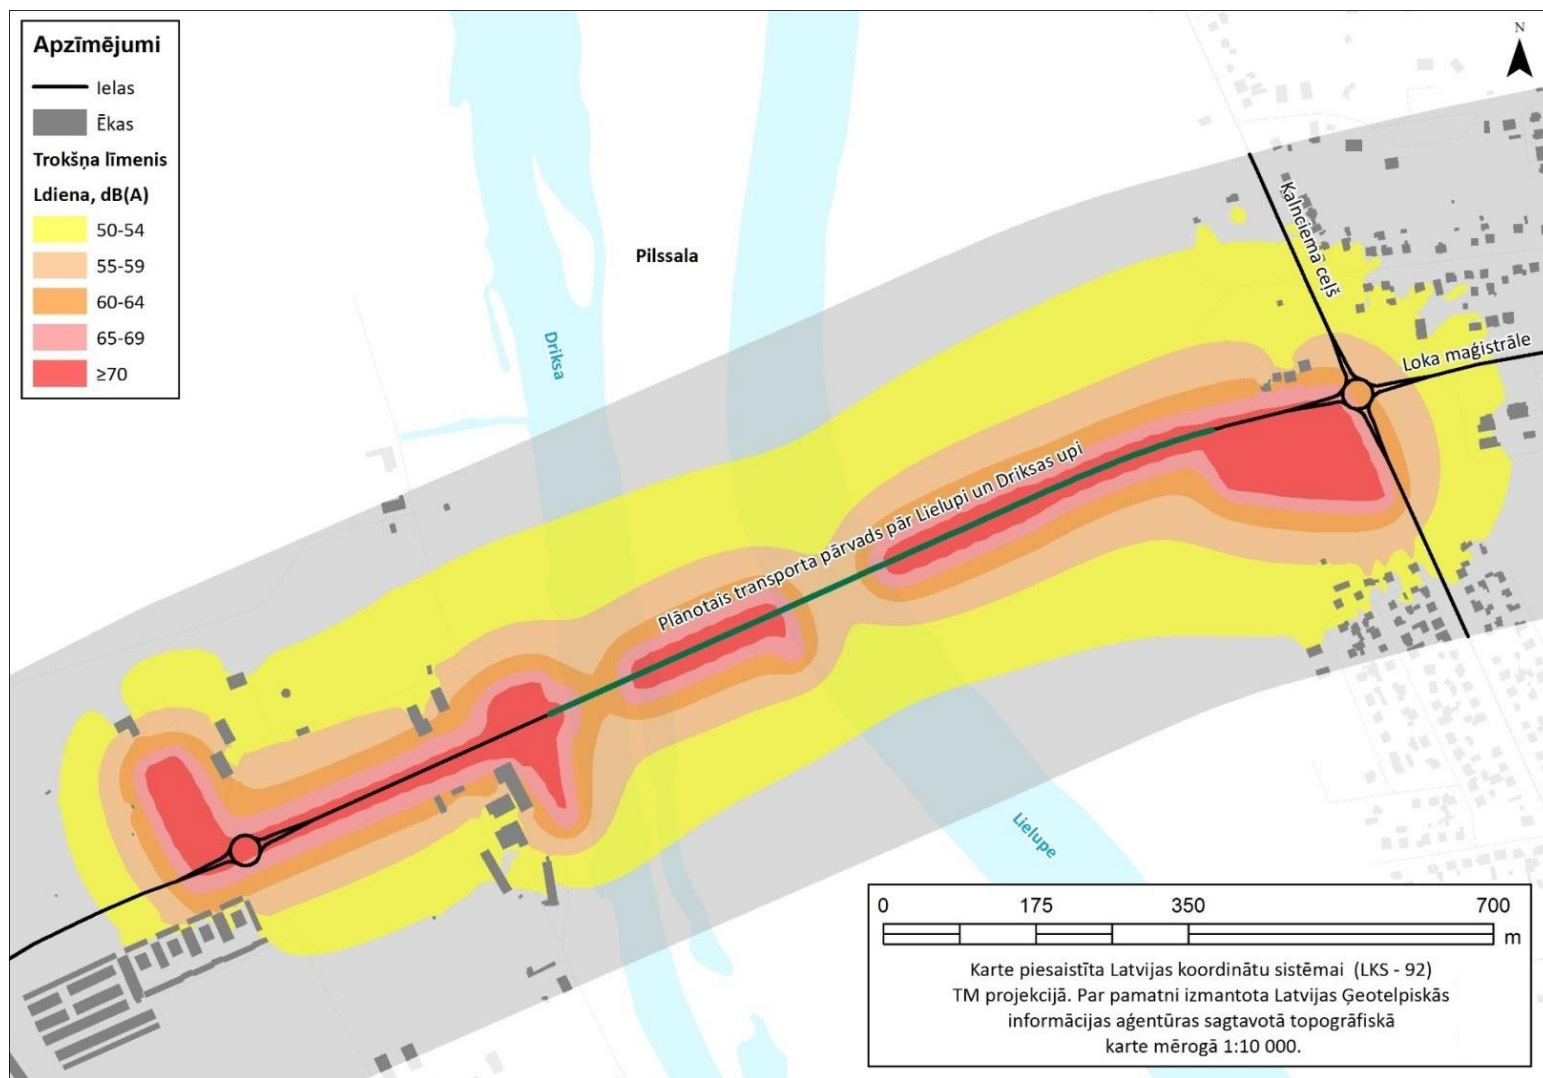 Apzīmējumi
Ielas
Ēkas
Trokšņa līmenis
Ldiena, dB(A)
50-54
55-59
60-64
65-69
≥70
N
Pilssala
Driksa
Kalnciema ceļš
Loka maģistrāle
Plānotais transporta pārvads pār Lielupi un Driksas upi
Lielupe
0 175 350 700
m
Karte piesaistīta Latvijas koordinātu sistēmai (LKS - 92)
TM projekcijā. Par pamatni izmantota Latvijas Ģeotelpiskās
informācijas aģentūras sagtavotā topogrāfiskā
karte mērogā 1:10 000.